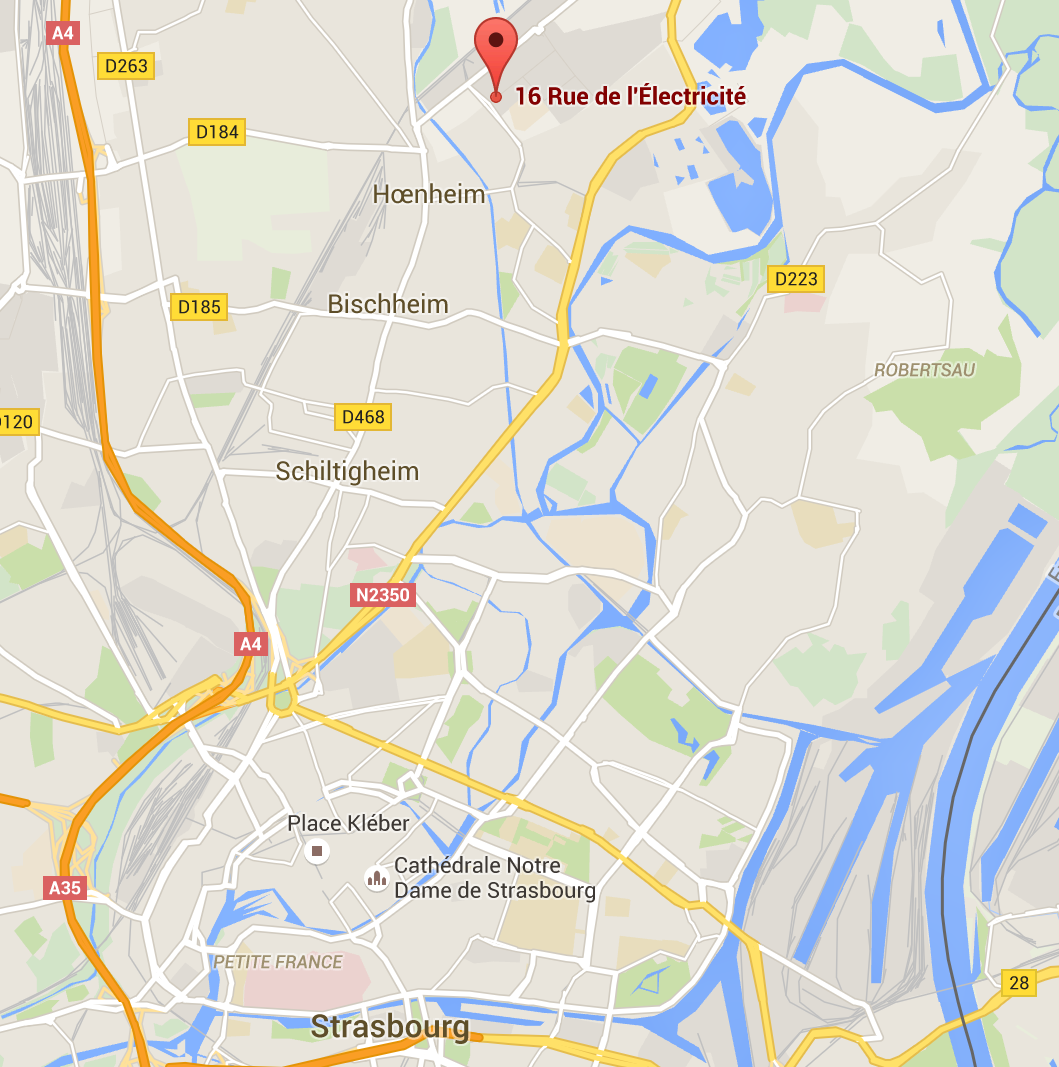 A4
D263
16 Rue de l'Électricité
D184
Hœnheim
D223
D185
Bischheim
ROBERTSAU
D120
D468
Schiltigheim
N2350
A4
Place Kléber
Cathédrale Notre
Dame de Strasbourg
A35
PETITE FRANCE
28
Strasbourg